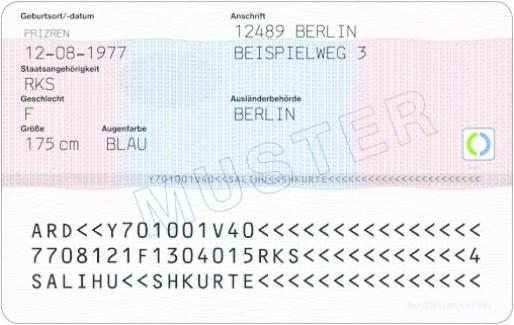 Geburtsort/-datum
PRIZREN
12-08-1977
Staatsangehörigkeit
RKS
Geschlecht
F
Größe Augenfarbe
175 cm BLAU
Anschrift
12489 BERLIN
BEISPIELWEG 3
Ausländerbehörde
BERLIN
MUSTER
Y701001V40<<SALIHU<<SHKURTE<<<<<<<<<<<<<<<<<<<<<<<<
ARD<<Y701001V40<<<<<<<<<<<<<<<
7708121F1304015RKS<<<<<<<<<<<4
SALIHU<<SHKURTE<<<<<<<<<<<<<<<
BUNDESDRUCKEREI